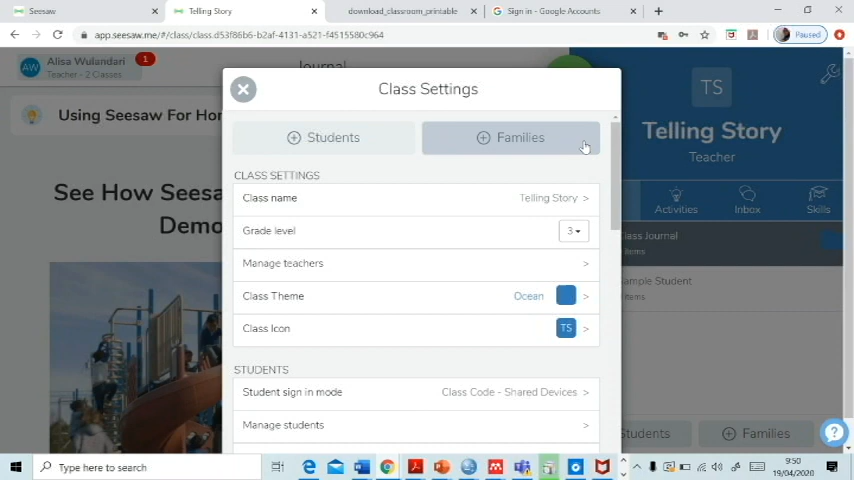 Seesaw
Telling Story
download_classroom_printable
Sign in - Google Accounts
app.seesaw.me/#/class/class.d53f86b6-b2af-4131-a521-f4515580c964
Paused
AW
Alisa Wulandari
Teacher - 2 Classes
1
Journal
Using Seesaw For Hor
See How Seesa
Demo
Class Settings
Students
Families
CLASS SETTINGS
Class name
Telling Story >
Grade level
3
Manage teachers
>
Class Theme
Ocean
>
Class Icon
TS
>
STUDENTS
Student sign in mode
Class Code - Shared Devices >
Manage students
>
TS
Telling Story
Teacher
Activities
Inbox
Skills
Class Journal
items
ample Student
items
Students
Families
?
Type here to search
9:50
19/04/2020